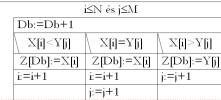 i≤N és j≤M
Db:=Db+1
X[i]<Y[j] X[i]=Y[j] X[i]>Y[j]
Z[Db]:=X[i] Z[Db]:=X[i] Z[Db]:=Y[j]
i:=i+1 i:=i+1 j:=j+1
j:=j+1